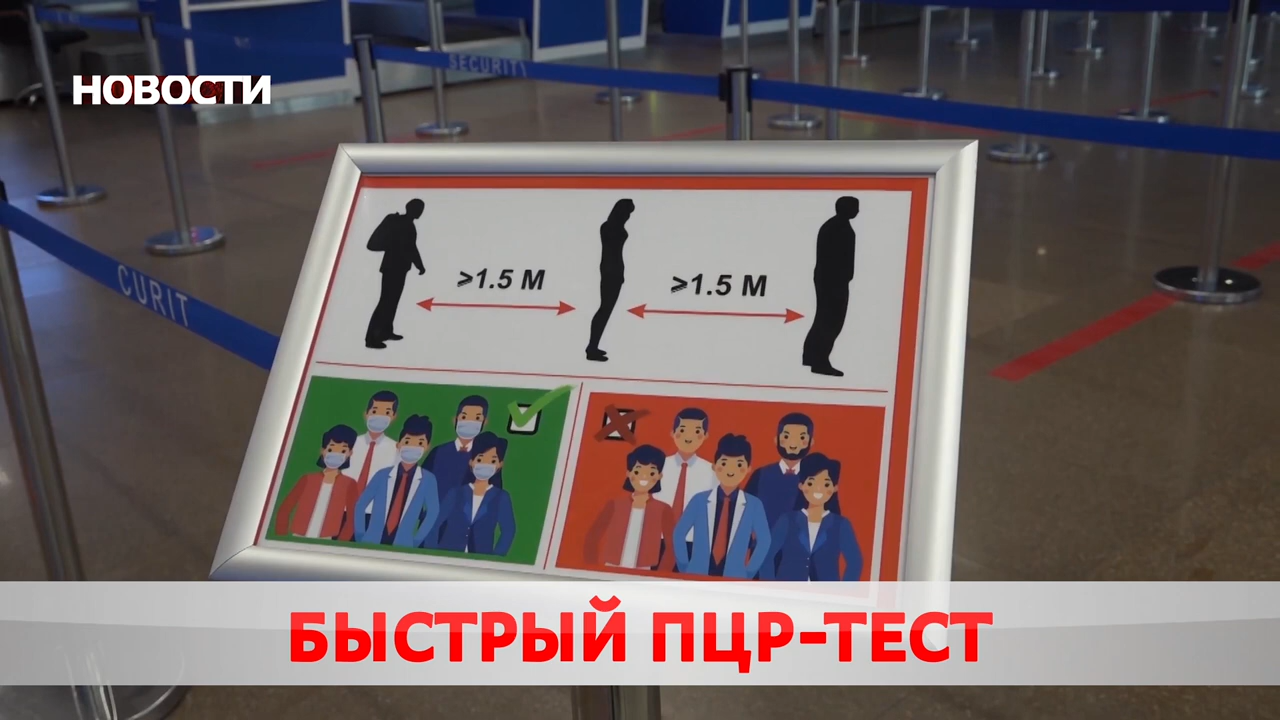 НОВОСТИ
SECURITY
CURIT
⩾1.5 М
⩾1.5 М
БЫСТРЫЙ ПЦР-ТЕСТ